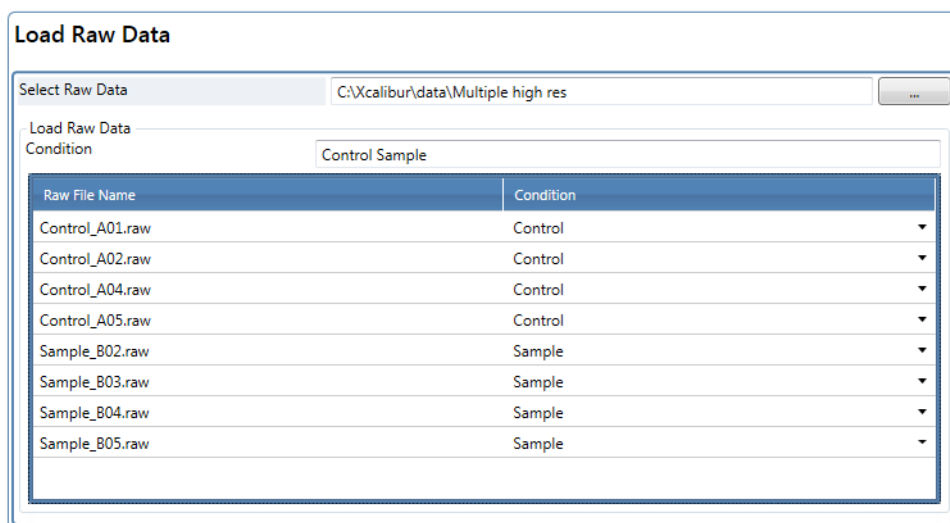 Load Raw Data
Select Raw Data C:\Xcalibur\data\Multiple high res ...
Load Raw Data
Condition Control Sample
Raw File Name Condition
Control_A01.raw Control
Control_A02.raw Control
Control_A04.raw Control
Control_A05.raw Control
Sample_B02.raw Sample
Sample_B03.raw Sample
Sample_B04.raw Sample
Sample_B05.raw Sample